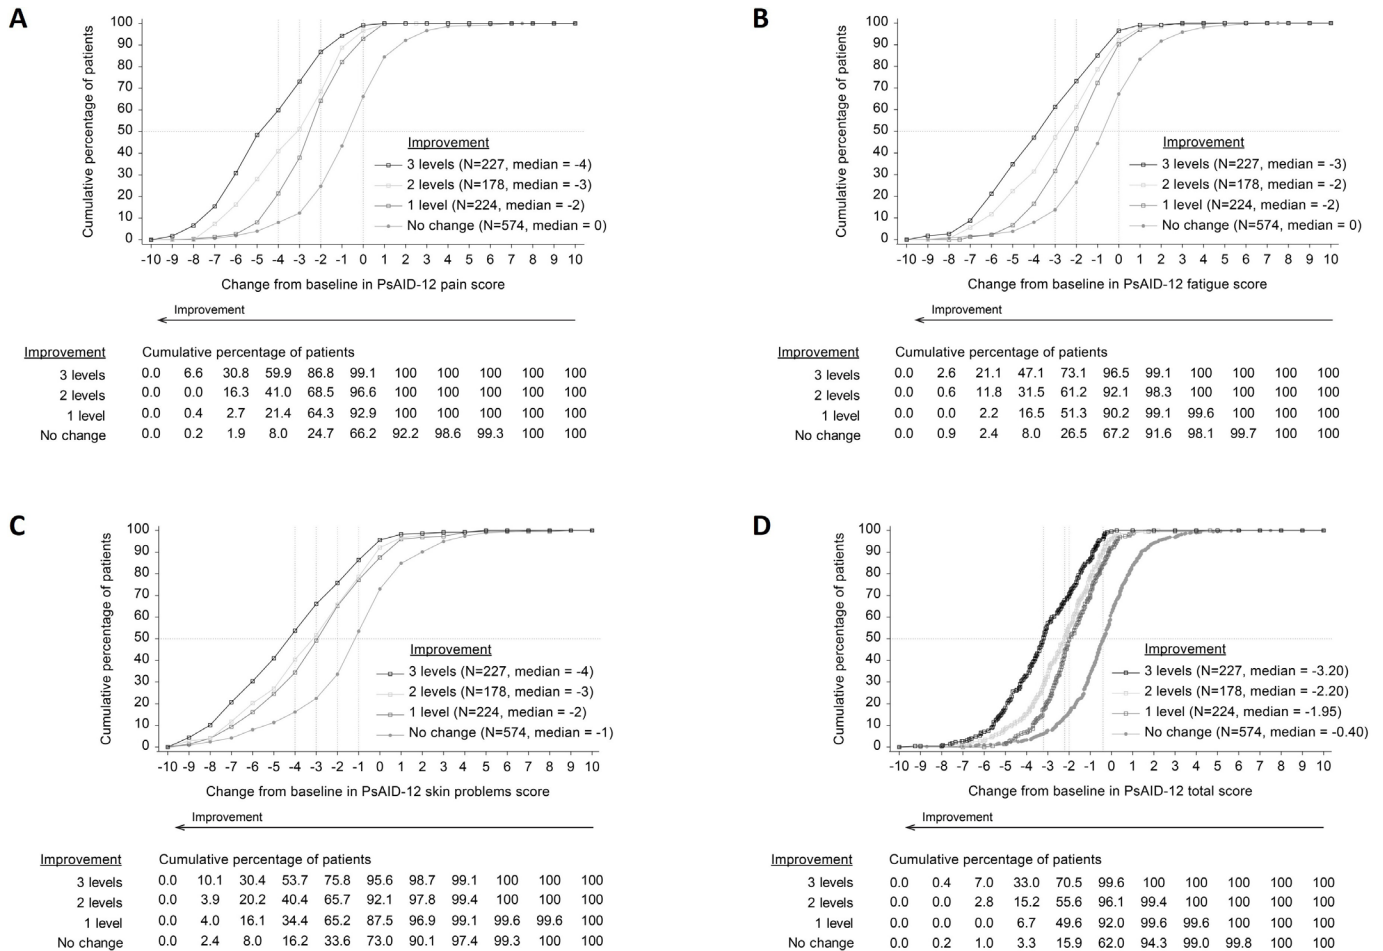 A
100
90
80
70
60
50
40
30
20
10
0
Cumulative percentage of patients
Improvement
3 levels (N=227, median = -4)
2 levels (N=178, median = -3)
1 level (N=224, median = -2)
No change (N=574, median = 0)
-10 -9 -8 -7 -6 -5 -4 -3 -2 -1 0 1 2 3 4 5 6 7 8 9 10
Change from baseline in PsAID-12 pain score
Improvement
Improvement Cumulative percentage of patients
3 levels 0.0 6.6 30.8 59.9 86.8 99.1 100 100 100 100 100
2 levels 0.0 0.0 16.3 41.0 68.5 96.6 100 100 100 100 100
1 level 0.0 0.4 2.7 21.4 64.3 92.9 100 100 100 100 100
No change 0.0 0.2 1.9 8.0 24.7 66.2 92.2 98.6 99.3 100 100
B
100
90
80
70
60
50
40
30
20
10
0
Cumulative percentage of patients
Improvement
3 levels (N=227, median = -3)
2 levels (N=178, median = -2)
1 level (N=224, median = -2)
No change (N=574, median = 0)
-10 -9 -8 -7 -6 -5 -4 -3 -2 -1 0 1 2 3 4 5 6 7 8 9 10
Change from baseline in PsAID-12 fatigue score
Improvement
Improvement Cumulative percentage of patients
3 levels 0.0 2.6 21.1 47.1 73.1 96.5 99.1 100 100 100 100
2 levels 0.0 0.6 11.8 31.5 61.2 92.1 98.3 100 100 100 100
1 level 0.0 0.0 2.2 16.5 51.3 90.2 99.1 99.6 100 100 100
No change 0.0 0.9 2.4 8.0 26.5 67.2 91.6 98.1 99.7 100 100
C
100
90
80
70
60
50
40
30
20
10
0
Cumulative percentage of patients
Improvement
3 levels (N=227, median = -4)
2 levels (N=178, median = -3)
1 level (N=224, median = -2)
No change (N=574, median = -1)
-10 -9 -8 -7 -6 -5 -4 -3 -2 -1 0 1 2 3 4 5 6 7 8 9 10
Change from baseline in PsAID-12 skin problems score
Improvement
Improvement Cumulative percentage of patients
3 levels 0.0 10.1 30.4 53.7 75.8 95.6 98.7 99.1 100 100 100
2 levels 0.0 3.9 20.2 40.4 65.7 92.1 97.8 99.4 100 100 100
1 level 0.0 4.0 16.1 34.4 65.2 87.5 96.9 99.1 99.6 99.6 100
No change 0.0 2.4 8.0 16.2 33.6 73.0 90.1 97.4 99.3 100 100
D
100
90
80
70
60
50
40
30
20
10
0
Cumulative percentage of patients
Improvement
3 levels (N=227, median = -3.20)
2 levels (N=178, median = -2.20)
1 level (N=224, median = -1.95)
No change (N=574, median = -0.40)
-10 -9 -8 -7 -6 -5 -4 -3 -2 -1 0 1 2 3 4 5 6 7 8 9 10
Change from baseline in PsAID-12 total score
Improvement
Improvement Cumulative percentage of patients
3 levels 0.0 0.4 7.0 33.0 70.5 99.6 100 100 100 100 100
2 levels 0.0 0.0 2.8 15.2 55.6 96.1 99.4 100 100 100 100
1 level 0.0 0.0 0.0 6.7 49.6 92.0 99.6 99.6 100 100 100
No change 0.0 0.2 1.0 3.3 15.9 62.0 94.3 99.0 99.8 100 100